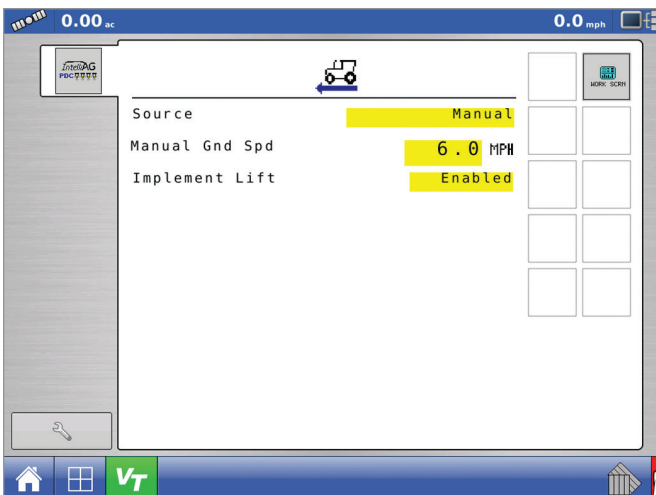 0.00 ac
0.0 mph
IntelliAG
PDC
WORK SCRN
Source Manual
Manual Gnd Spd 6.0 MPH
Implement Lift Enabled
VT